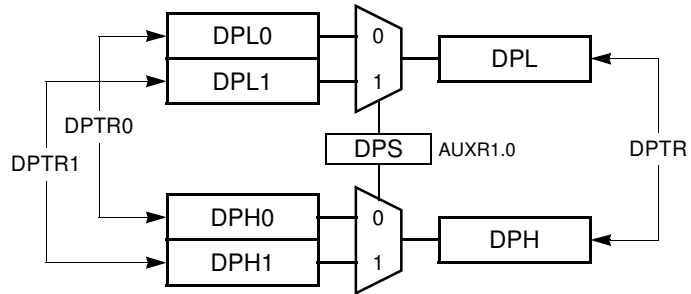 DPL0
0
DPL
DPL1
1
DPTR0
DPTR1
DPS
AUXR1.0
DPTR
DPH0
0
DPH
DPH1
1